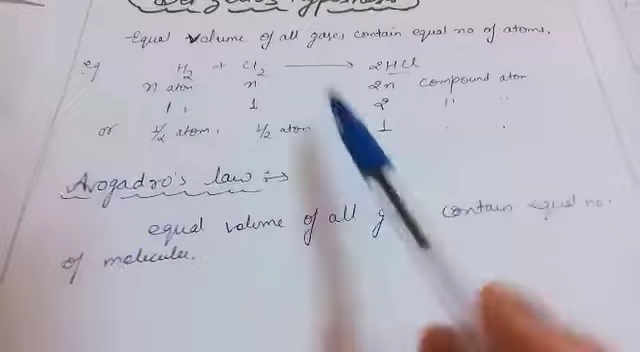 Hypothesis
Equal volume of all gases contain equal no of atoms.
eg H2 + Cl2 → 2HCl
n atom n 2n compound atom
1 " 1 2 " "
or 1/2 atom. 1/2 atom 1 . .
Avogadro's law :→
equal volume of all g contain equal no.
of molecules.